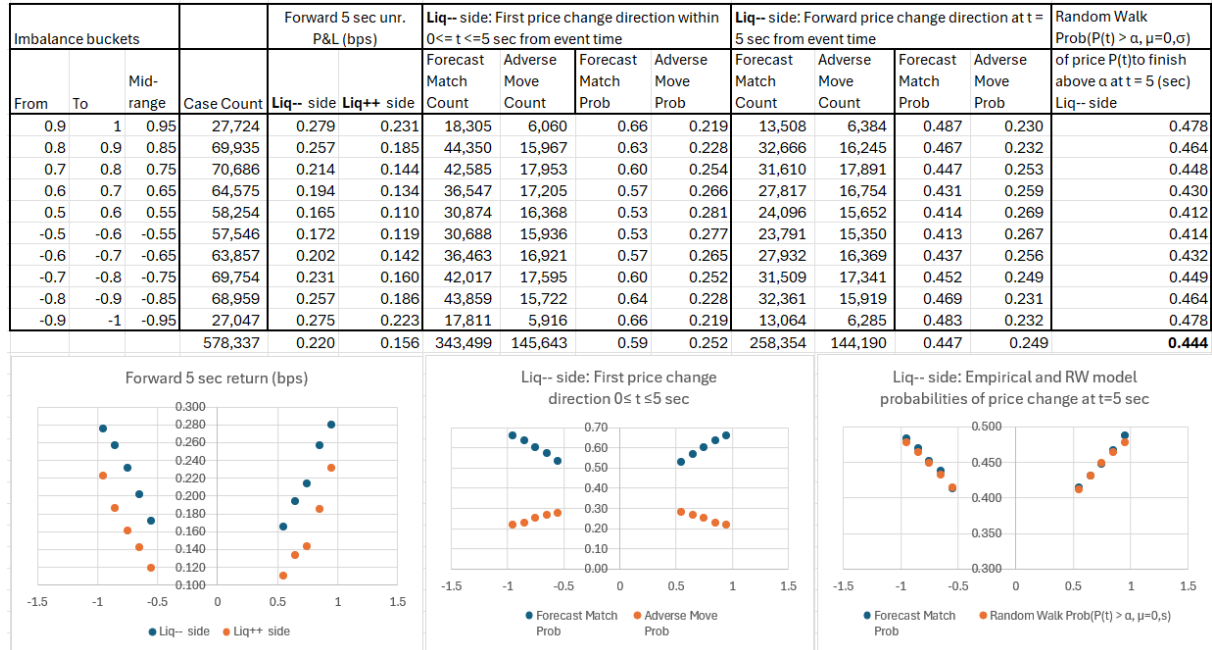 Imbalance buckets Forward 5 sec unr. P&L (bps) Liq-- side: First price change direction within 0<= t <=5 sec from event time Liq-- side: Forward price change direction at t = 5 sec from event time Random Walk Prob(P(t) > α, μ=0,σ) of price P(t)to finish above α at t = 5 (sec) Liq-- side
From To Mid-range Case Count Liq-- side Liq++ side Forecast Match Count Adverse Move Count Forecast Match Prob Adverse Move Prob Forecast Match Count Adverse Move Count Forecast Match Prob Adverse Move Prob
0.9 1 0.95 27,724 0.279 0.231 18,305 6,060 0.66 0.219 13,508 6,384 0.487 0.230 0.478
0.8 0.9 0.85 69,935 0.257 0.185 44,350 15,967 0.63 0.228 32,666 16,245 0.467 0.232 0.464
0.7 0.8 0.75 70,686 0.214 0.144 42,585 17,953 0.60 0.254 31,610 17,891 0.447 0.253 0.448
0.6 0.7 0.65 64,575 0.194 0.134 36,547 17,205 0.57 0.266 27,817 16,754 0.431 0.259 0.430
0.5 0.6 0.55 58,254 0.165 0.110 30,874 16,368 0.53 0.281 24,096 15,652 0.414 0.269 0.412
-0.5 -0.6 -0.55 57,546 0.172 0.119 30,688 15,936 0.53 0.277 23,791 15,350 0.413 0.267 0.414
-0.6 -0.7 -0.65 63,857 0.202 0.142 36,463 16,921 0.57 0.265 27,932 16,369 0.437 0.256 0.432
-0.7 -0.8 -0.75 69,754 0.231 0.160 42,017 17,595 0.60 0.252 31,509 17,341 0.452 0.249 0.449
-0.8 -0.9 -0.85 68,959 0.257 0.186 43,859 15,722 0.64 0.228 32,361 15,919 0.469 0.231 0.464
-0.9 -1 -0.95 27,047 0.275 0.223 17,811 5,916 0.66 0.219 13,064 6,285 0.483 0.232 0.478
578,337 0.220 0.156 343,499 145,643 0.59 0.252 258,354 144,190 0.447 0.249 0.444
Forward 5 sec return (bps)
0.300
0.280
0.260
0.240
0.220
0.200
0.180
0.160
0.140
0.120
0.100
-1.5 -1 -0.5 0 0.5 1 1.5
Liq-- side Liq++ side
Liq-- side: First price change
direction 0≤ t ≤5 sec
0.70
0.60
0.50
0.40
0.30
0.20
0.10
0.00
-1.5 -1 -0.5 0 0.5 1 1.5
Forecast Match Prob Adverse Move Prob
Liq-- side: Empirical and RW model
probabilities of price change at t=5 sec
0.500
0.450
0.400
0.350
0.300
-1.5 -1 -0.5 0 0.5 1 1.5
Forecast Match Prob Random Walk Prob(P(t) > α, μ=0,s)